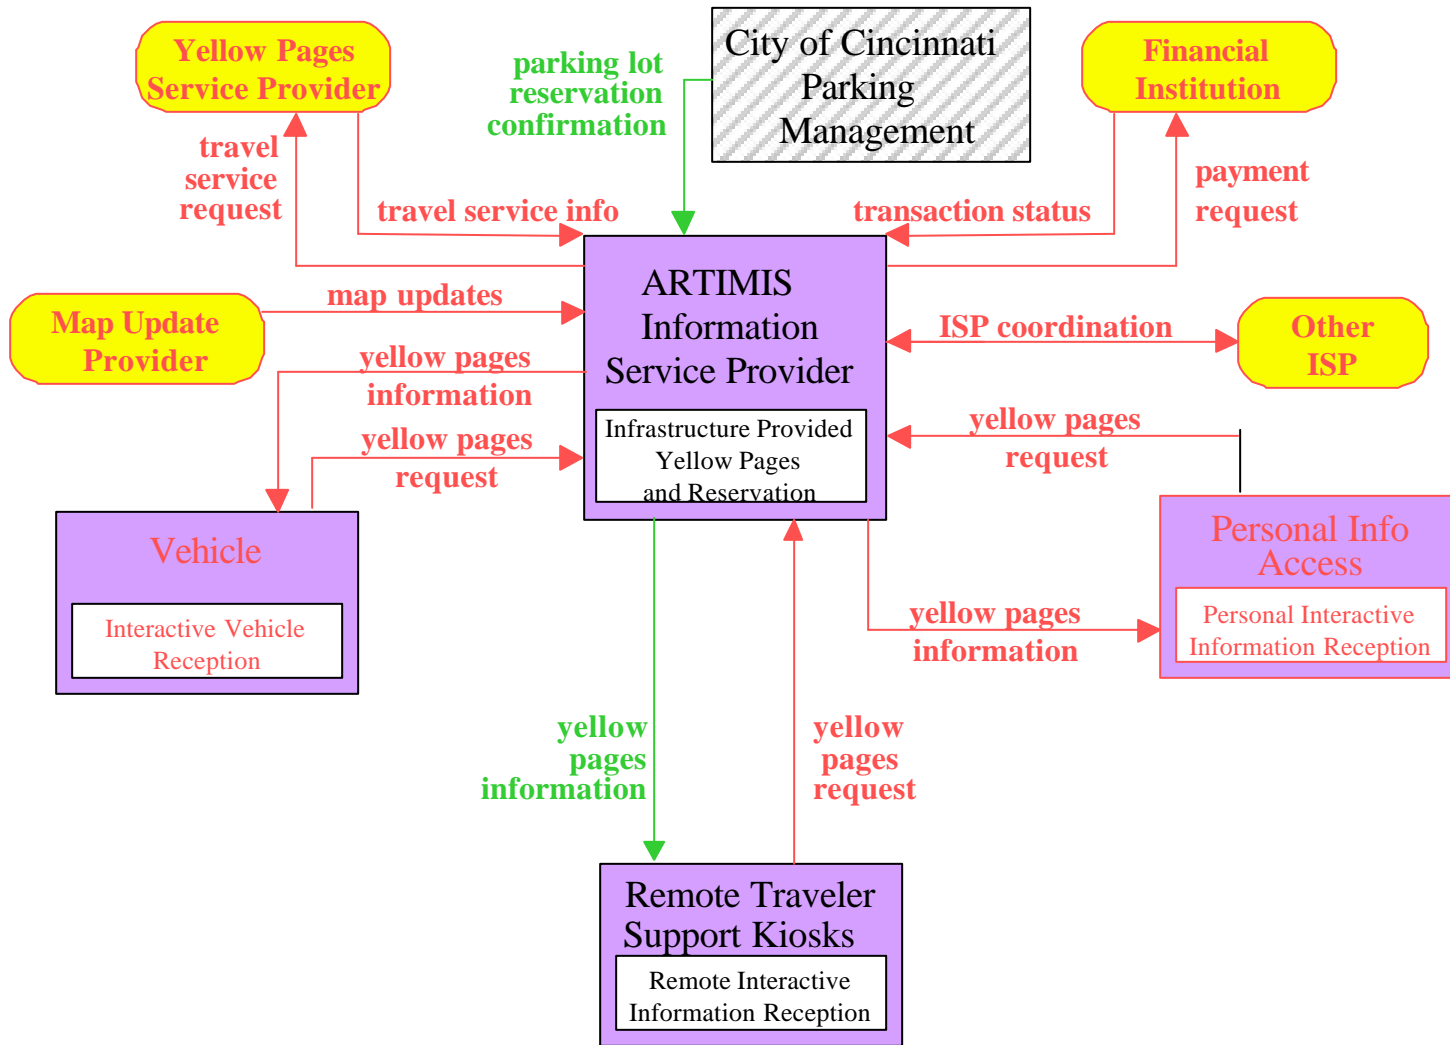 Yellow Pages
Service Provider
parking lot
reservation
confirmation
City of Cincinnati
Parking
Management
Financial
Institution
travel
service
request
payment
request
travel service info
transaction status
Map Update
Provider
map updates
ARTIMIS
Information
Service Provider
ISP coordination
Other
ISP
yellow pages
information
Infrastructure Provided
Yellow Pages
and Reservation
yellow pages
request
yellow pages
request
Vehicle
Interactive Vehicle
Reception
Personal Info
Access
Personal Interactive
Information Reception
yellow pages
information
yellow
pages
information
yellow
pages
request
Remote Traveler
Support Kiosks
Remote Interactive
Information Reception